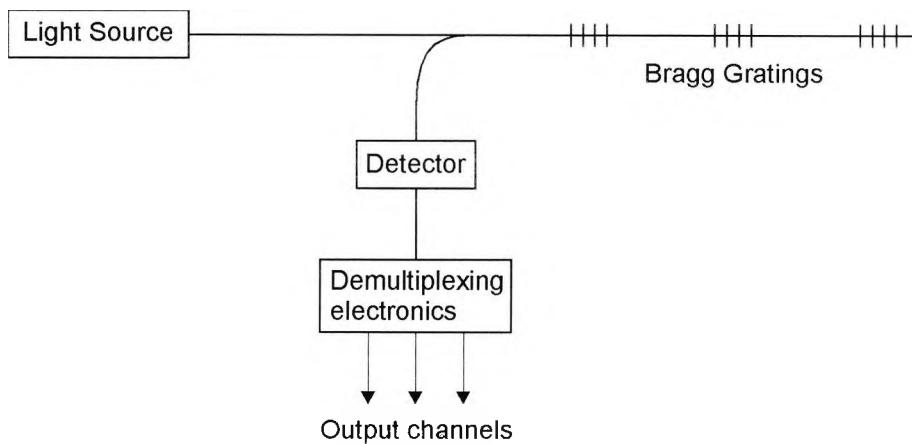 Light Source
Bragg Gratings
Detector
Demultiplexing
electronics
Output channels